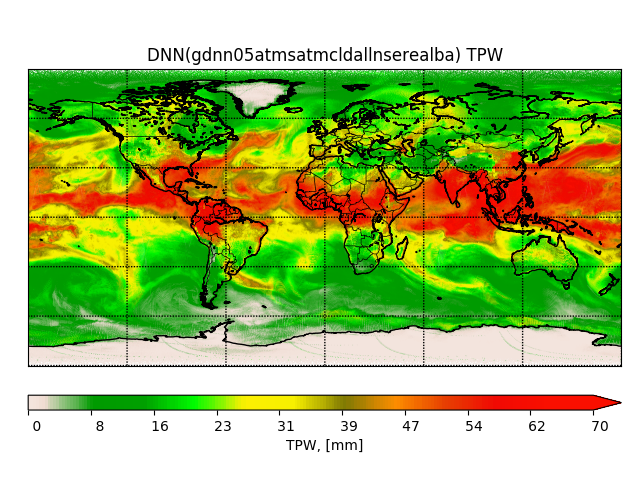 DNN(gdnn05atmsatmcldallnserealba) TPW
0 8 16 23 31 39 47 54 62 70
TPW, [mm]